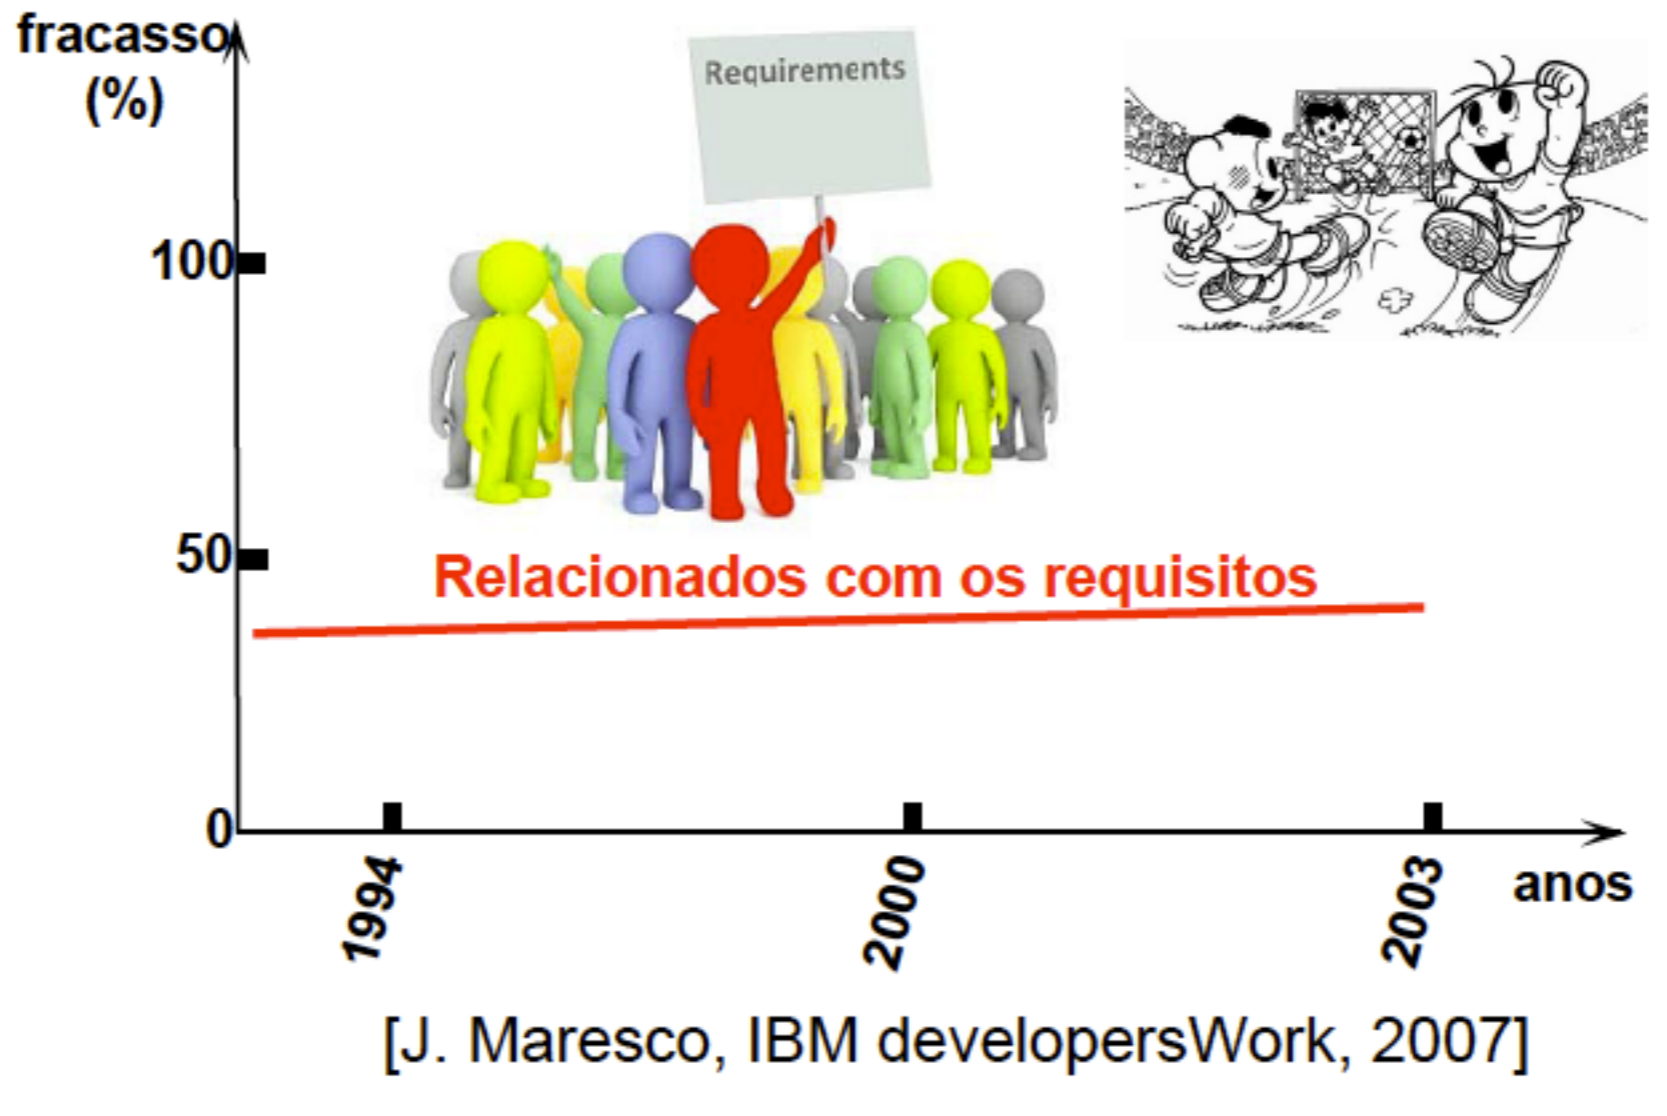 fracasso
(%)
Requirements
100
50
Relacionados com os requisitos
0
1994
2000
2003
anos
[J. Maresco, IBM developersWork, 2007]